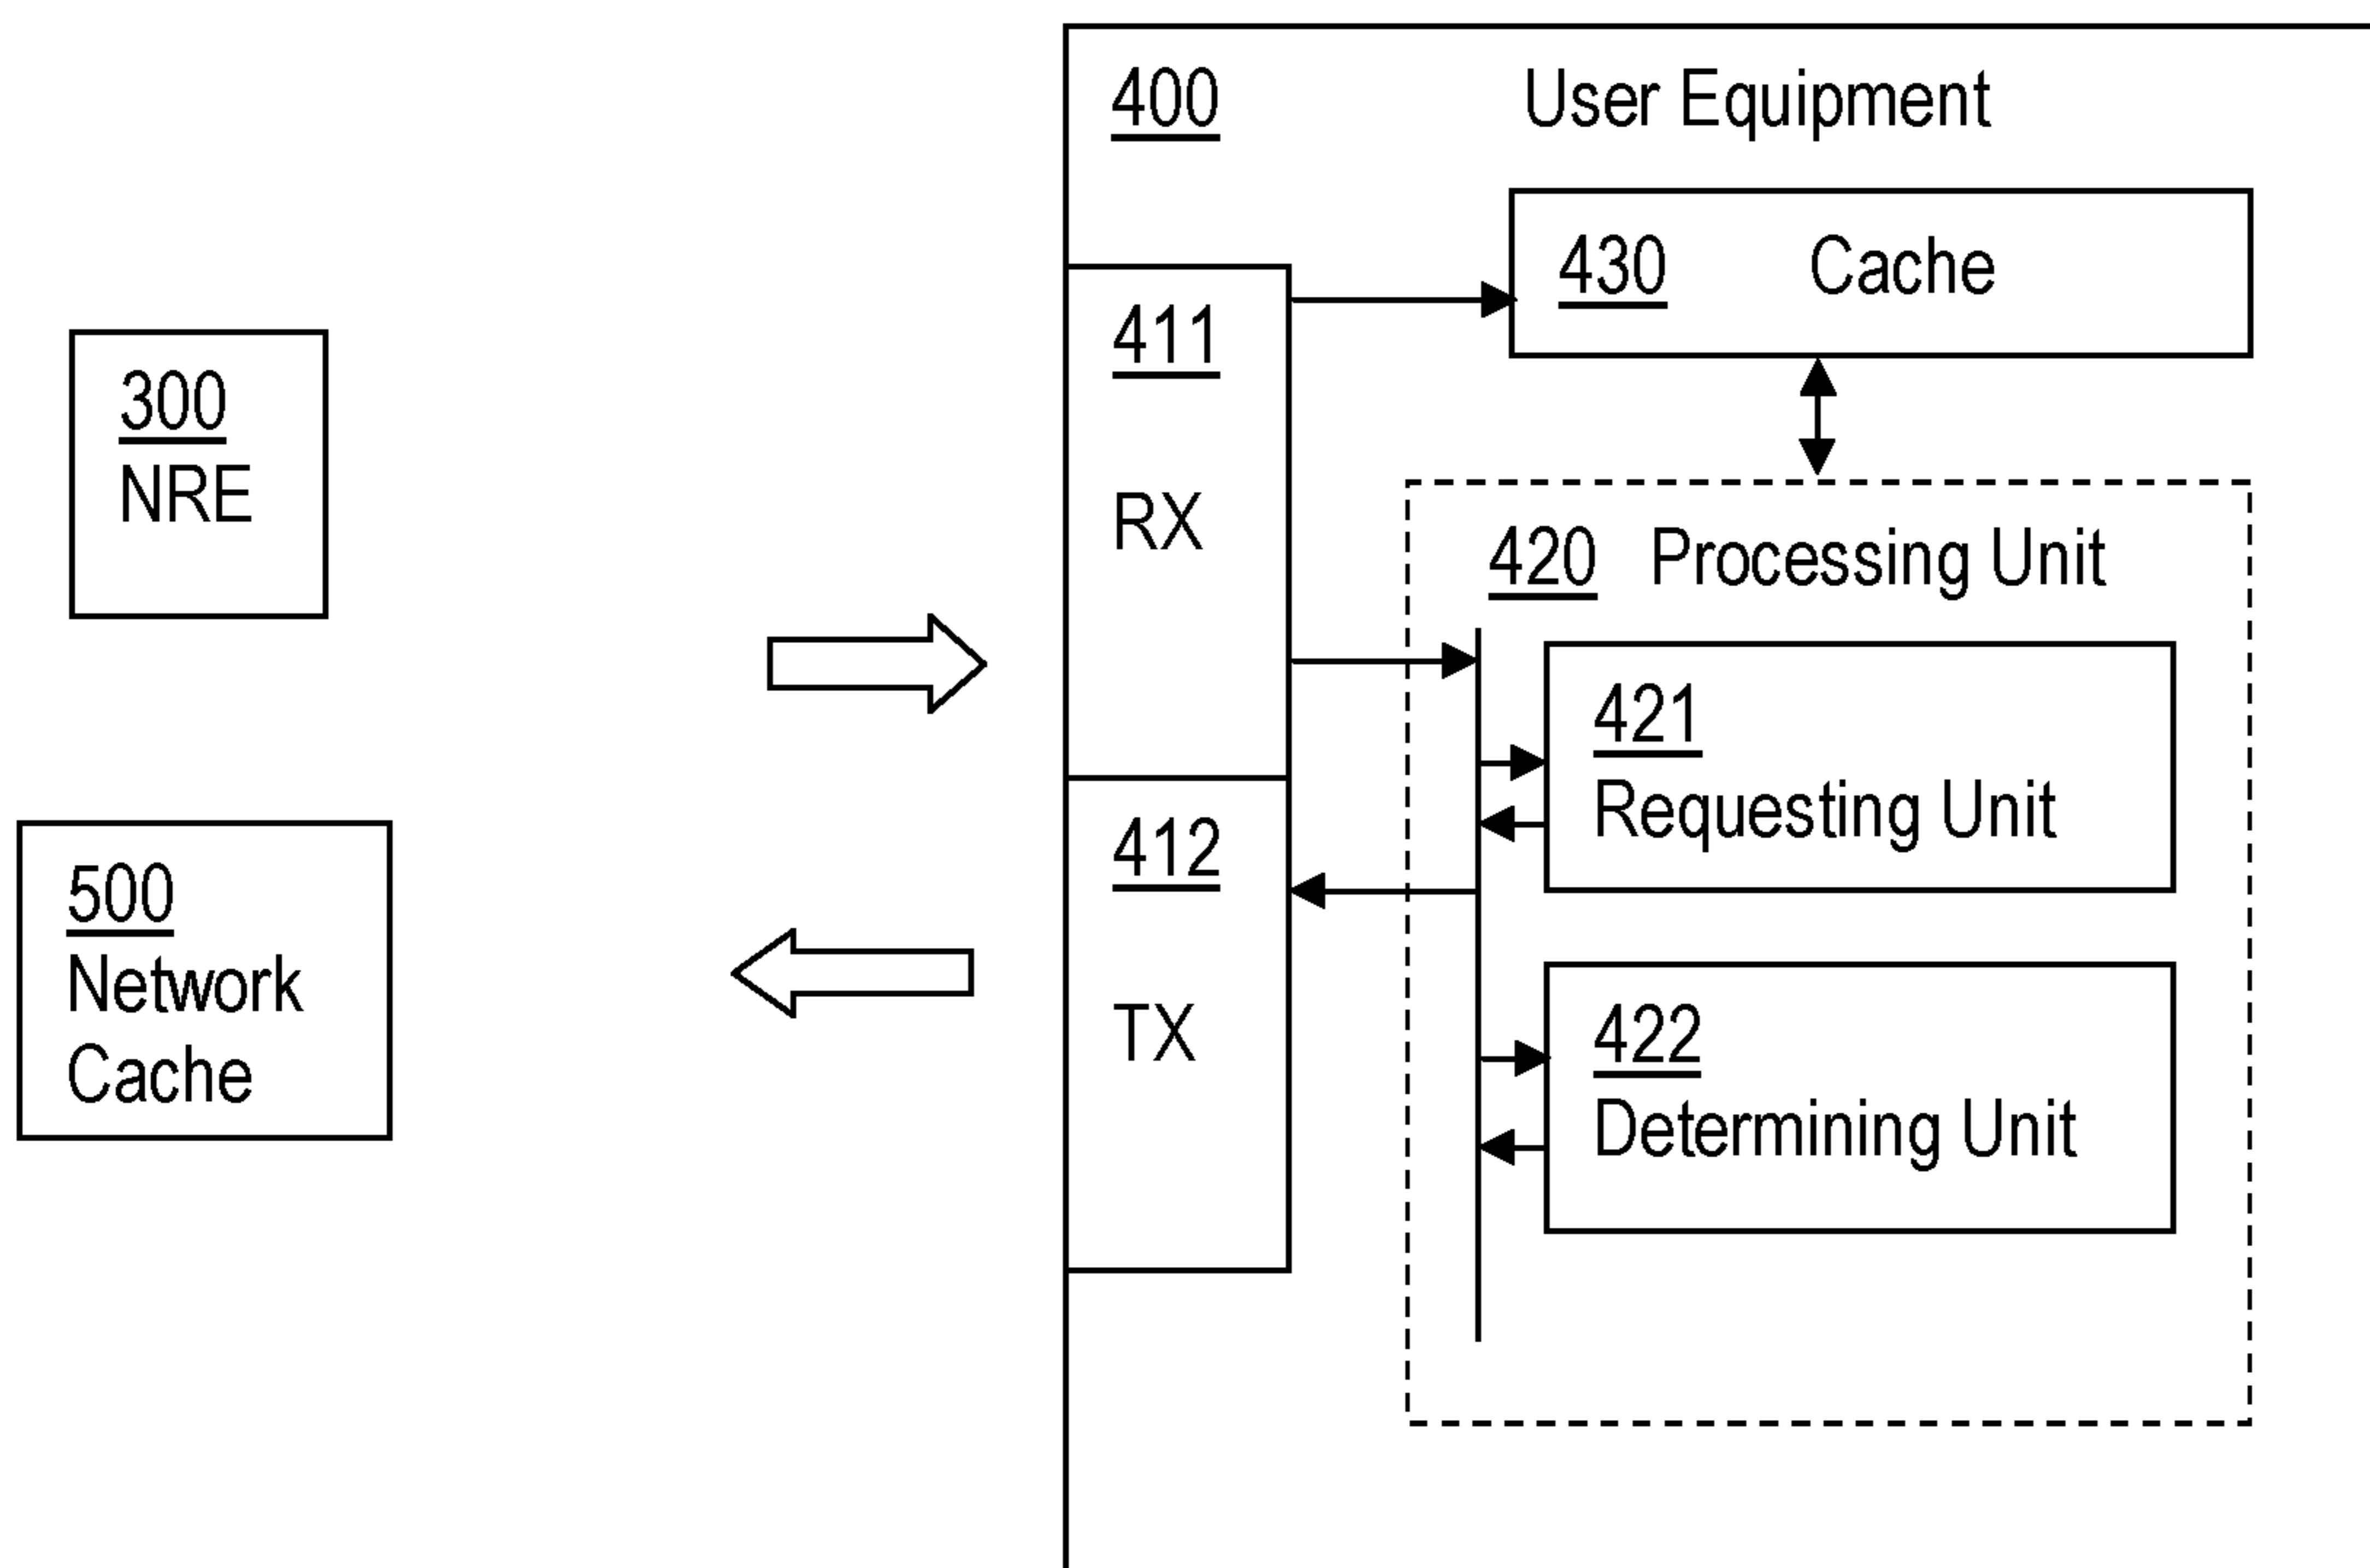 400 User Equipment
430 Cache
300
NRE
411
RX
420 Processing Unit
421
Requesting Unit
412
TX
500
Network
Cache
422
Determining Unit